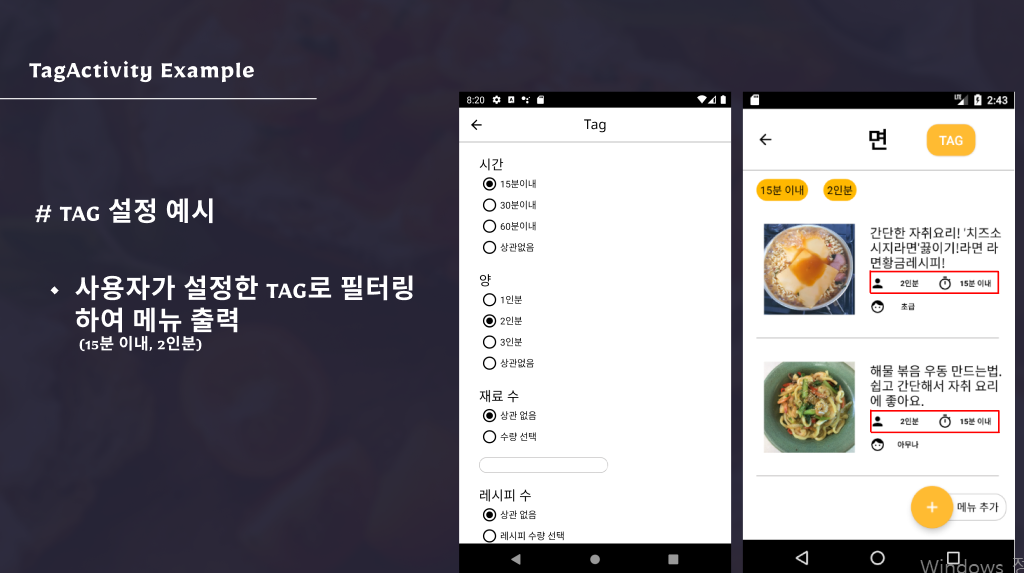 TagActivity Example
# TAG 설정 예시
사용자가 설정한 TAG로 필터링
하여 메뉴 출력
(15분 이내, 2인분)
8:20
Tag
시간
15분이내
30분이내
60분이내
상관없음
양
1인분
2인분
3인분
상관없음
재료 수
상관 없음
수량 선택
레시피 수
상관 없음
레시피 수량 선택
LTE 2:43
면
TAG
15분 이내 2인분
간단한 자취요리! '치즈소
시지라면'끓이기!라면 라
면황금레시피!
2인분 15분 이내
초급
해물 볶음 우동 만드는법.
쉽고 간단해서 자취 요리
에 좋아요.
2인분 15분 이내
아무나
+ 메뉴 추가
Windows